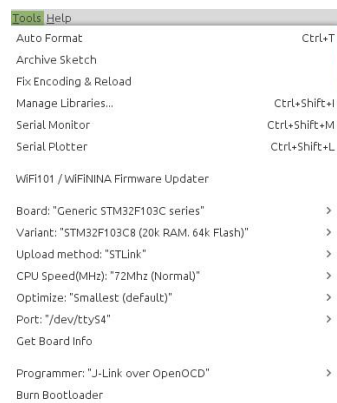 Tools Help
Auto Format Ctrl+T
Archive Sketch
Fix Encoding & Reload
Manage Libraries... Ctrl+Shift+I
Serial Monitor Ctrl+Shift+M
Serial Plotter Ctrl+Shift+L
WiFi101 / WiFiNINA Firmware Updater
Board: "Generic STM32F103C series"
Variant: "STM32F103C8 (20k RAM. 64k Flash)"
Upload method: "STLink"
CPU Speed(MHz): "72Mhz (Normal)"
Optimize: "Smallest (default)"
Port: "/dev/ttyS4"
Get Board Info
Programmer: "J-Link over OpenOCD"
Burn Bootloader